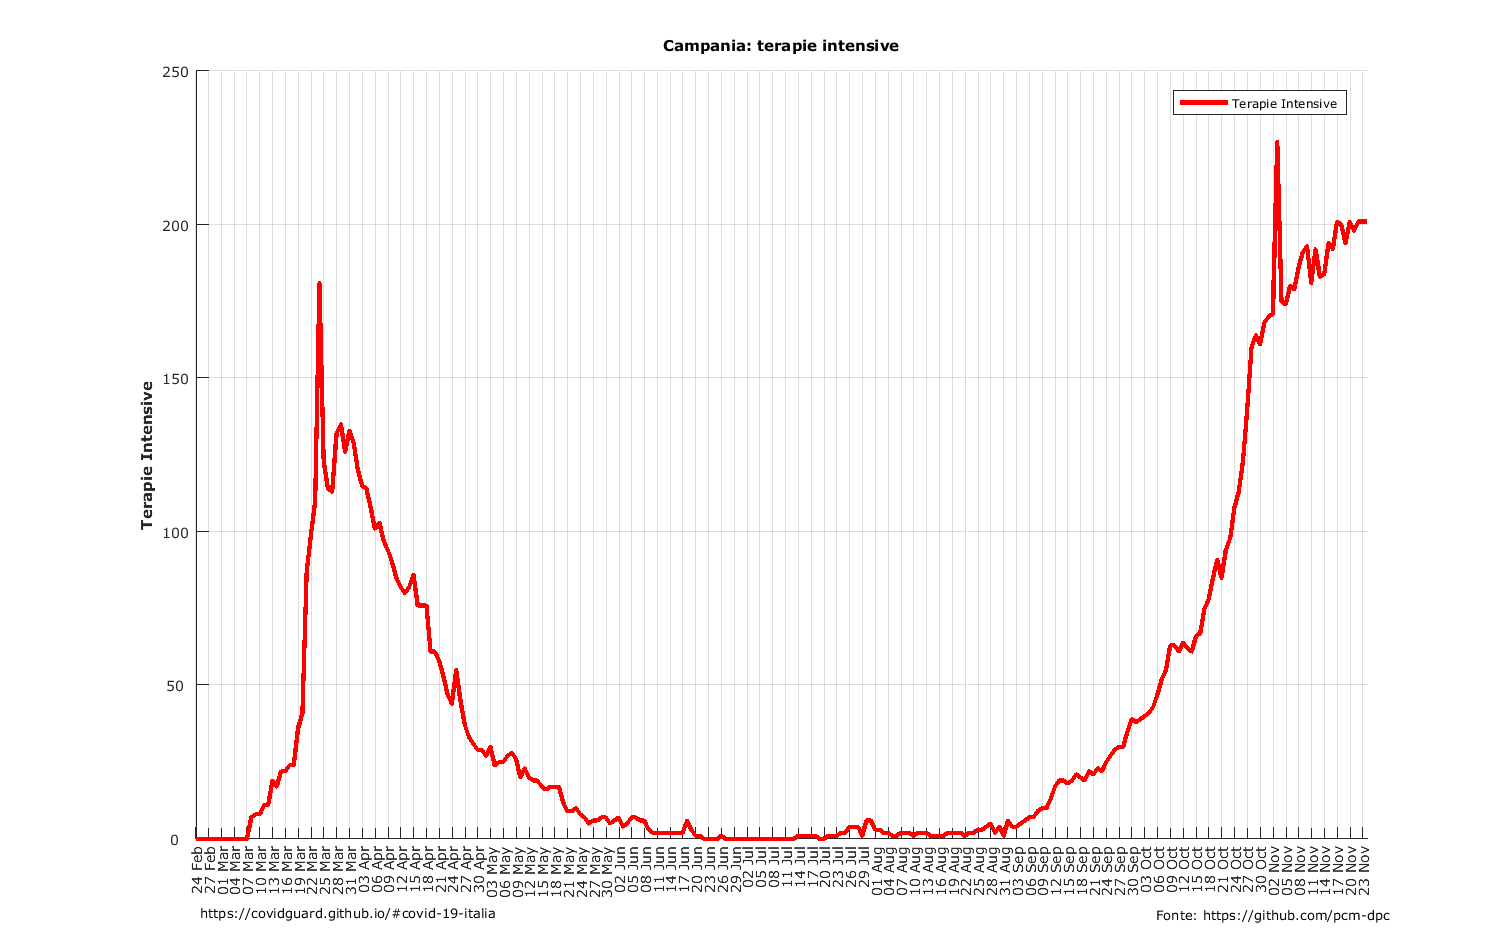 Campania: terapie intensive
250
Terapie Intensive
200
150
Terapie Intensive
100
50
0
24 Feb
27 Feb
01 Mar
04 Mar
07 Mar
10 Mar
13 Mar
16 Mar
19 Mar
22 Mar
25 Mar
28 Mar
31 Mar
03 Apr
06 Apr
09 Apr
12 Apr
15 Apr
18 Apr
21 Apr
24 Apr
27 Apr
30 Apr
03 May
06 May
09 May
12 May
15 May
18 May
21 May
24 May
27 May
30 May
02 Jun
05 Jun
08 Jun
11 Jun
14 Jun
17 Jun
20 Jun
23 Jun
26 Jun
29 Jun
02 Jul
05 Jul
08 Jul
11 Jul
14 Jul
17 Jul
20 Jul
23 Jul
26 Jul
29 Jul
01 Aug
04 Aug
07 Aug
10 Aug
13 Aug
16 Aug
19 Aug
22 Aug
25 Aug
28 Aug
31 Aug
03 Sep
06 Sep
09 Sep
12 Sep
15 Sep
18 Sep
21 Sep
24 Sep
27 Sep
30 Sep
03 Oct
06 Oct
09 Oct
12 Oct
15 Oct
18 Oct
21 Oct
24 Oct
27 Oct
30 Oct
02 Nov
05 Nov
08 Nov
11 Nov
14 Nov
17 Nov
20 Nov
23 Nov
https://covidguard.github.io/#covid-19-italia
Fonte: https://github.com/pcm-dpc